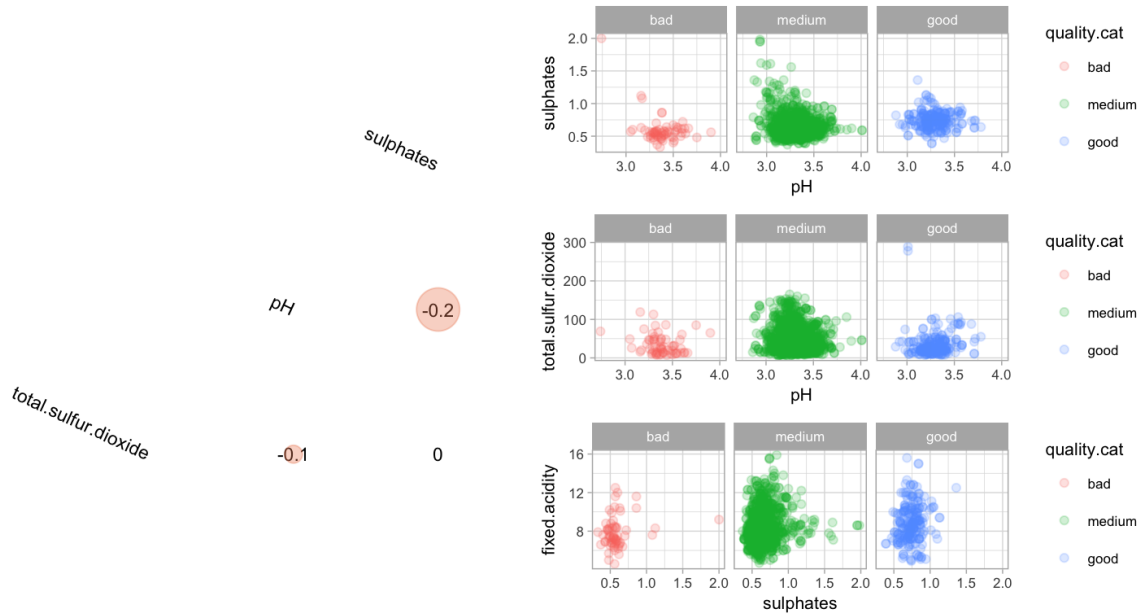 sulphates
pH
-0.2
total.sulfur.dioxide
-0.1
0
bad
medium
good
sulphates
2.0
1.5
1.0
0.5
3.0
3.5
4.0
3.0
3.5
4.0
3.0
3.5
4.0
pH
quality.cat
bad
medium
good
bad
medium
good
total.sulfur.dioxide
300
200
100
0
3.0
3.5
4.0
3.0
3.5
4.0
3.0
3.5
4.0
pH
quality.cat
bad
medium
good
bad
medium
good
fixed.acidity
16
12
8
0.5
1.0
1.5
2.0
0.5
1.0
1.5
2.0
0.5
1.0
1.5
2.0
sulphates
quality.cat
bad
medium
good